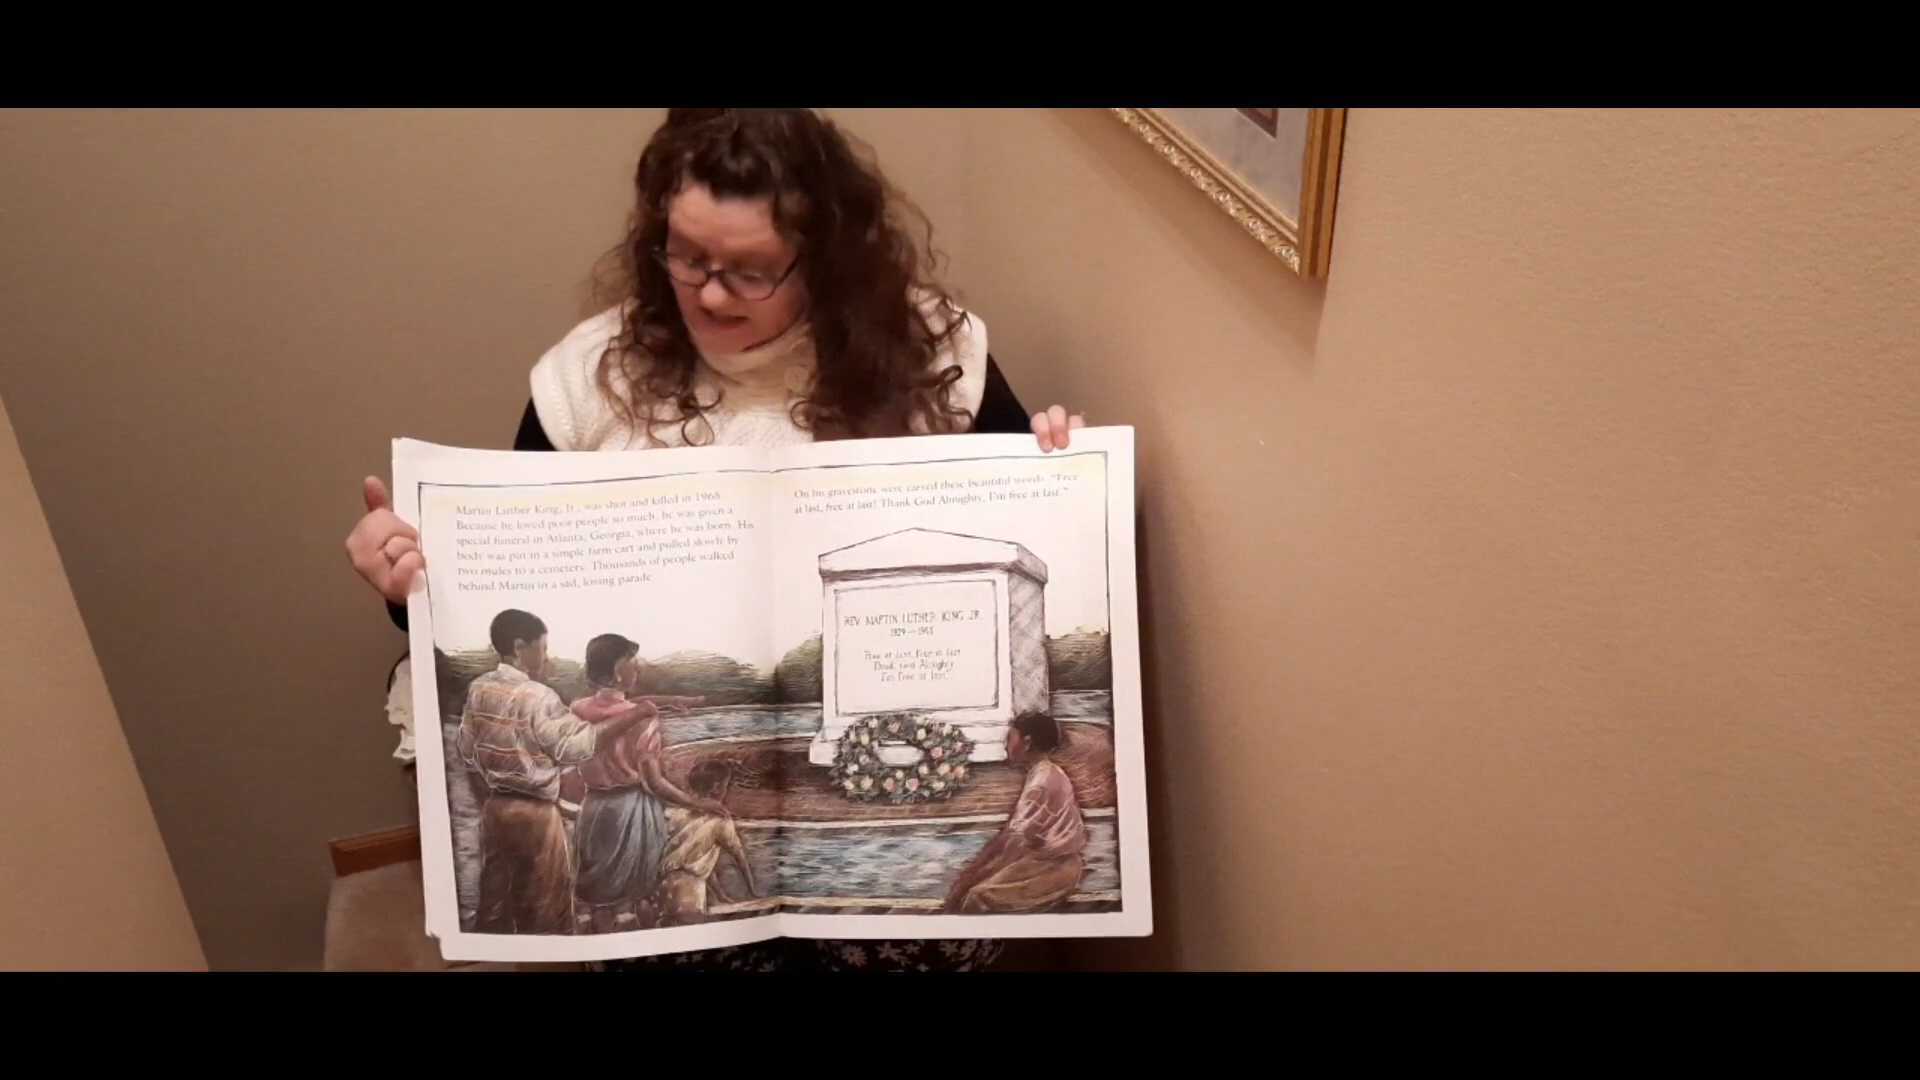 Martin Luther King, Jr., was shot and killed in 1968.
Because he loved poor people so much, he was given a
special funeral in Atlanta, Georgia, where he was born. His
body was put in a simple farm cart and pulled slowly by
two mules to a cemetery. Thousands of people walked
behind Martin in a sad, loving parade.
On his gravestone were carved these beautiful words: "Free
at last, free at last! Thank God Almighty, I'm free at last."
REV. MARTIN LUTHER KING JR.
1929—1968
"Free at last, Free at last
Thank God Almighty
I'm Free at last"